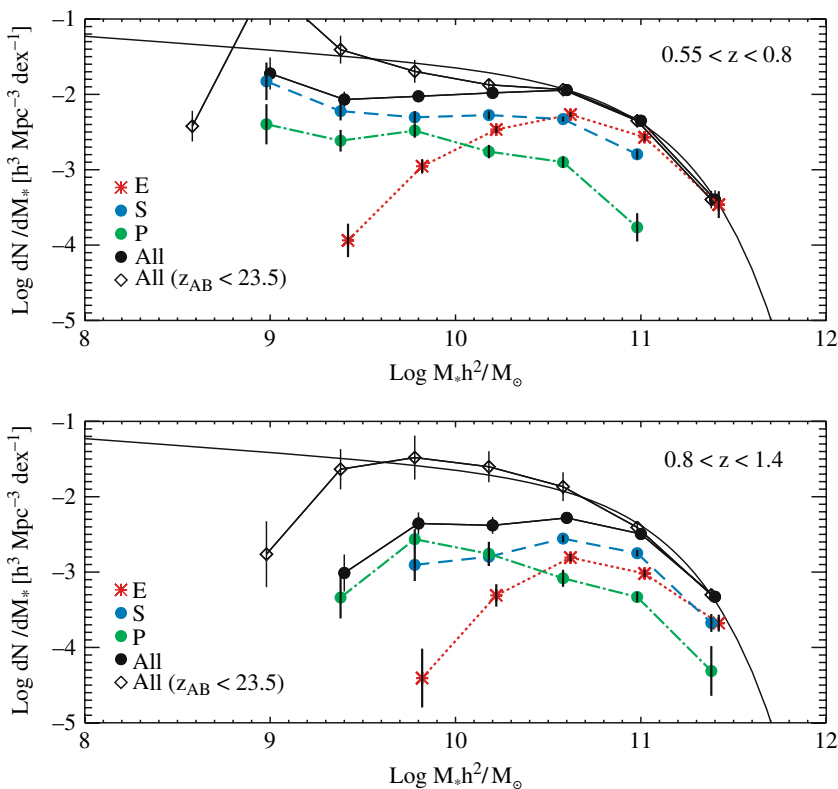 Log dN/dM* [h³ Mpc⁻³ dex⁻¹]
−1
−2
−3
−4
−5
0.55 < z < 0.8
E
S
P
All
All (z_AB < 23.5)
8 9 10 11 12
Log M*h²/M⊙
Log dN/dM* [h³ Mpc⁻³ dex⁻¹]
−1
−2
−3
−4
−5
0.8 < z < 1.4
E
S
P
All
All (z_AB < 23.5)
8 9 10 11 12
Log M*h²/M⊙